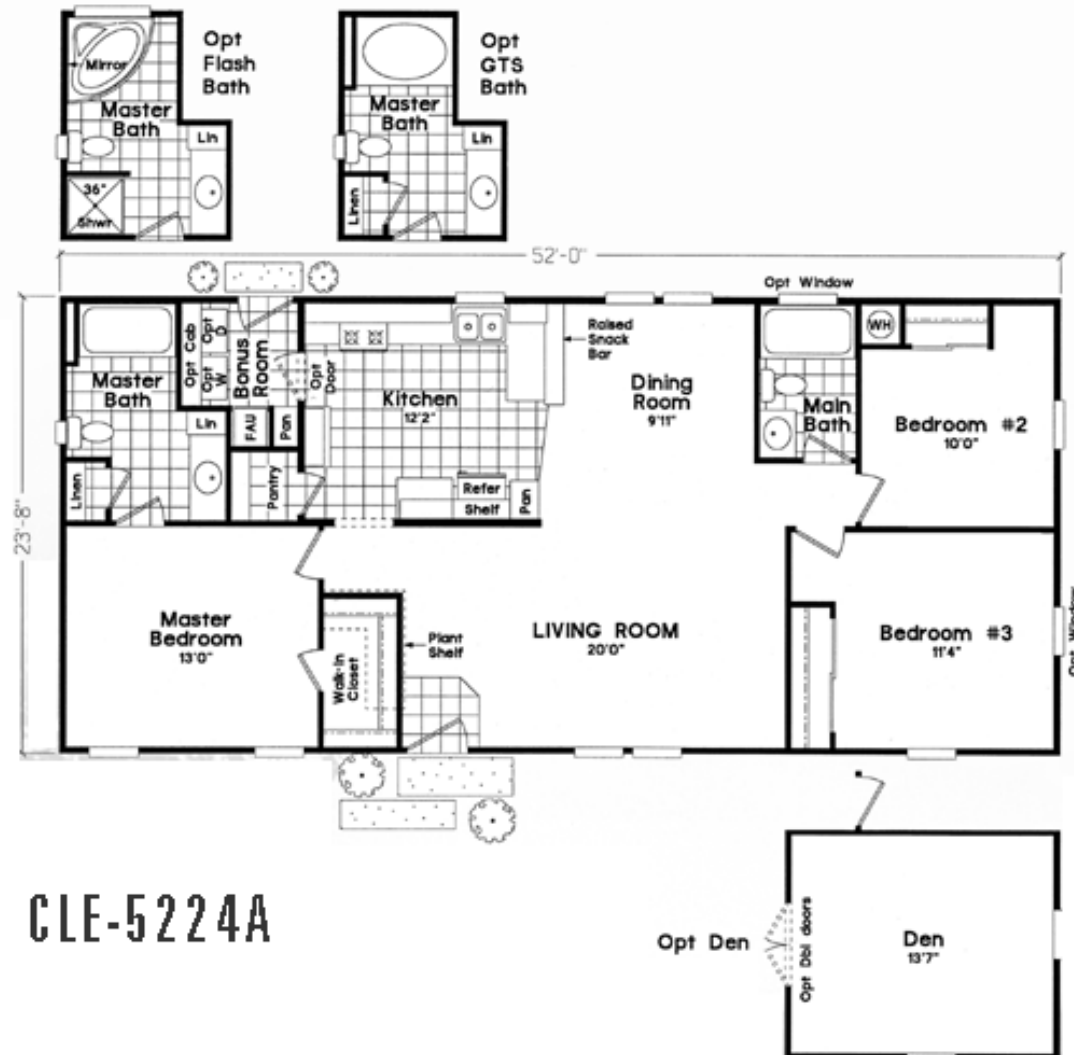 Opt
Flash
Bath
Mirror
Master
Bath
Lin
36"
Shwr
Opt
GTS
Bath
Master
Bath
Lin
Linen
52'-0"
23'-8"
Opt Window
Master
Bath
Lin
Linen
Opt Cab
Opt D
Opt W
Bonus
Room
FAU
Pan
Pantry
Opt
Door
Kitchen
12'2"
Refer
Shelf
Pan
Raised
Snack
Bar
Dining
Room
9'11"
Main
Bath
WH
Bedroom #2
10'0"
Master
Bedroom
13'0"
Walk-In
Closet
Plant
Shelf
LIVING ROOM
20'0"
Bedroom #3
11'4"
Opt Window
CLE-5224A
Opt Den
Opt Dbl doors
Den
13'7"